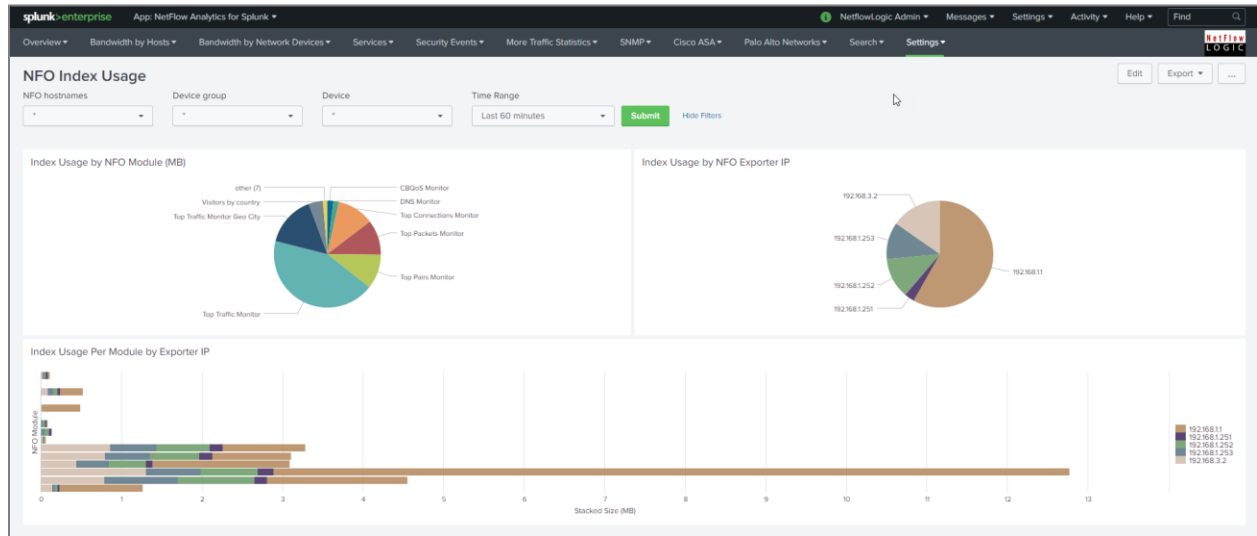 splunk>enterprise App: NetFlow Analytics for Splunk NetflowLogic Admin Messages Settings Activity Help Find
Overview Bandwidth by Hosts Bandwidth by Network Devices Services Security Events More Traffic Statistics SNMP Cisco ASA Palo Alto Networks Search Settings NetFlow
LOGIC
NFO Index Usage Edit Export ...
NFO hostnames Device group Device Time Range
* * * Last 60 minutes Submit Hide Filters
Index Usage by NFO Module (MB)
other (7) CBQoS Monitor
Visitors by country DNS Monitor
Top Traffic Monitor Geo City Top Connections Monitor
Top Packets Monitor
Top Pairs Monitor
Top Traffic Monitor
Index Usage by NFO Exporter IP
192.168.3.2
192.168.1.253
192.168.1.1
192.168.1.252
192.168.1.251
Index Usage Per Module by Exporter IP
NFO Module
192.168.1.1
192.168.1.251
192.168.1.252
192.168.1.253
192.168.3.2
0 1 2 3 4 5 6 7 8 9 10 11 12 13
Stacked Size (MB)